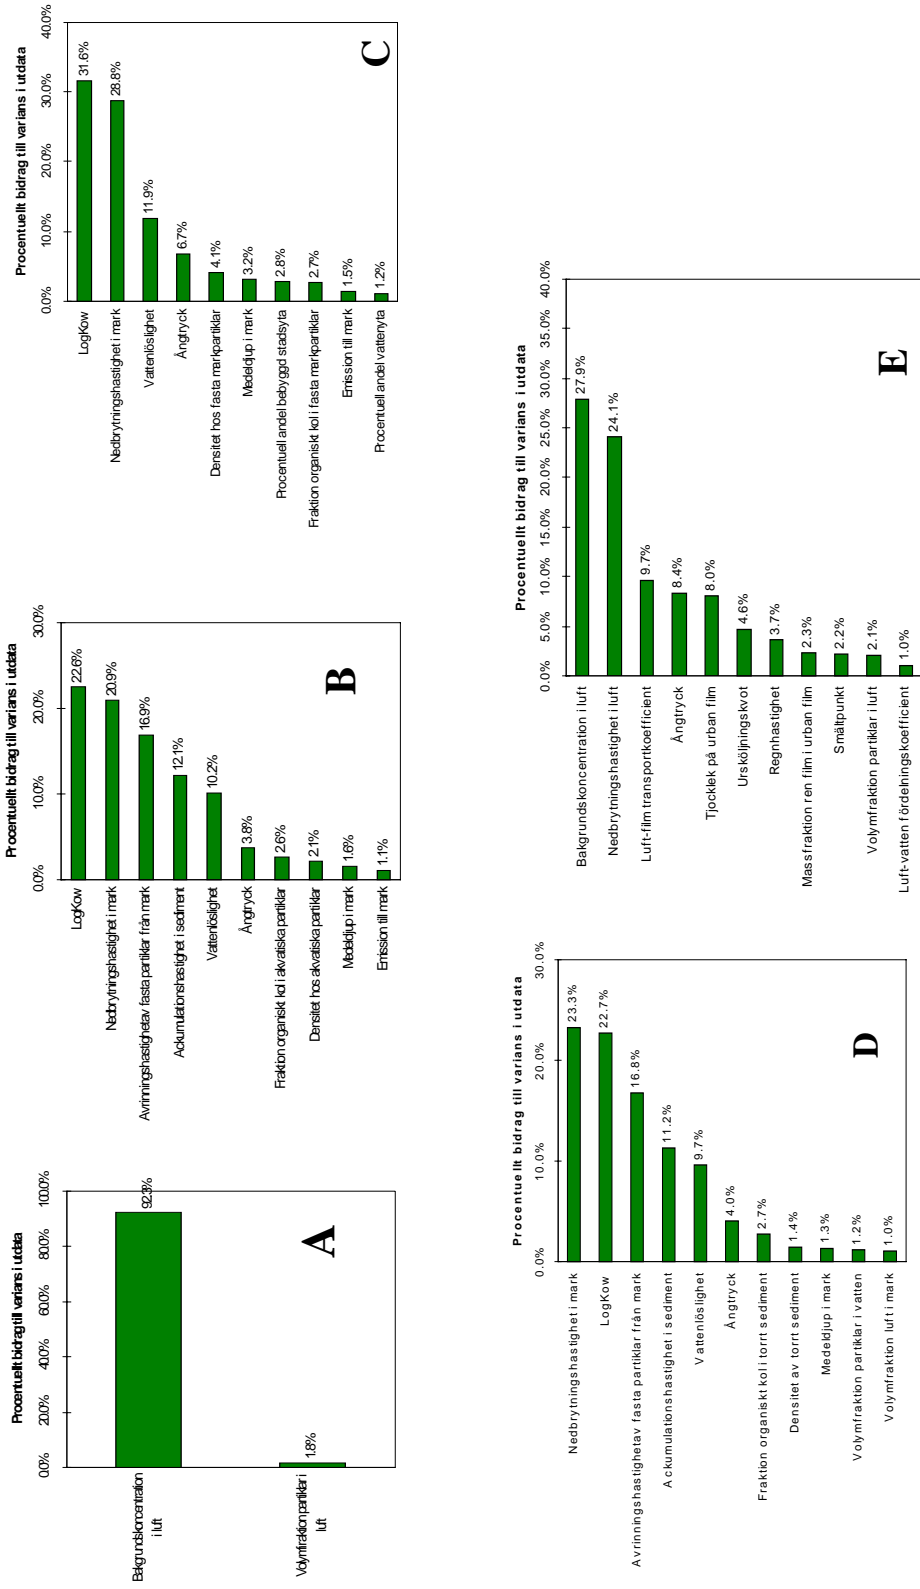 Procentuellt bidrag till varians i utdata
0.0%
20.0%
40.0%
60.0%
80.0%
100.0%
Bakgrundskoncentration
i luft
92.3%
Volymfraktion partiklar i
luft
1.8%
A
Procentuellt bidrag till varians i utdata
0.0%
10.0%
20.0%
30.0%
LogKow
22.6%
Nedbrytningshastighet i mark
20.9%
Avrinningshastighet av fasta partiklar från mark
16.9%
Ackumulationshastighet i sediment
12.1%
Vattenlöslighet
10.2%
Ångtryck
3.8%
Fraktion organiskt kol i akvatiska partiklar
2.6%
Densitet hos akvatiska partiklar
2.1%
Medeldjup i mark
1.6%
Emission till mark
1.1%
B
Procentuellt bidrag till varians i utdata
0.0%
10.0%
20.0%
30.0%
40.0%
LogKow
31.6%
Nedbrytningshastighet i mark
28.8%
Vattenlöslighet
11.9%
Ångtryck
6.7%
Densitet hos fasta markpartiklar
4.1%
Medeldjup i mark
3.2%
Procentuell andel bebyggd stadsyta
2.8%
Fraktion organiskt kol i fasta markpartiklar
2.7%
Emission till mark
1.5%
Procentuell andel vattenyta
1.2%
C
Procentuellt bidrag till varians i utdata
0.0%
10.0%
20.0%
30.0%
Nedbrytningshastighet i mark
23.3%
LogKow
22.7%
Avrinningshastighet av fasta partiklar från mark
16.8%
Ackumulationshastighet i sediment
11.2%
Vattenlöslighet
9.7%
Ångtryck
4.0%
Fraktion organiskt kol i torrt sediment
2.7%
Densitet av torrt sediment
1.4%
Medeldjup i mark
1.3%
Volymfraktion partiklar i vatten
1.2%
Volymfraktion luft i mark
1.0%
D
Procentuellt bidrag till varians i utdata
0.0%
5.0%
10.0%
15.0%
20.0%
25.0%
30.0%
35.0%
40.0%
Bakgrundskoncentration i luft
27.9%
Nedbrytningshastighet i luft
24.1%
Luft-film transportkoefficient
9.7%
Ångtryck
8.4%
Tjocklek på urban film
8.0%
Ursköljningskvot
4.6%
Regnhastighet
3.7%
Massfraktion ren film i urban film
2.3%
Smältpunkt
2.2%
Volymfraktion partiklar i luft
2.1%
Luft-vatten fördelningskoefficient
1.0%
E